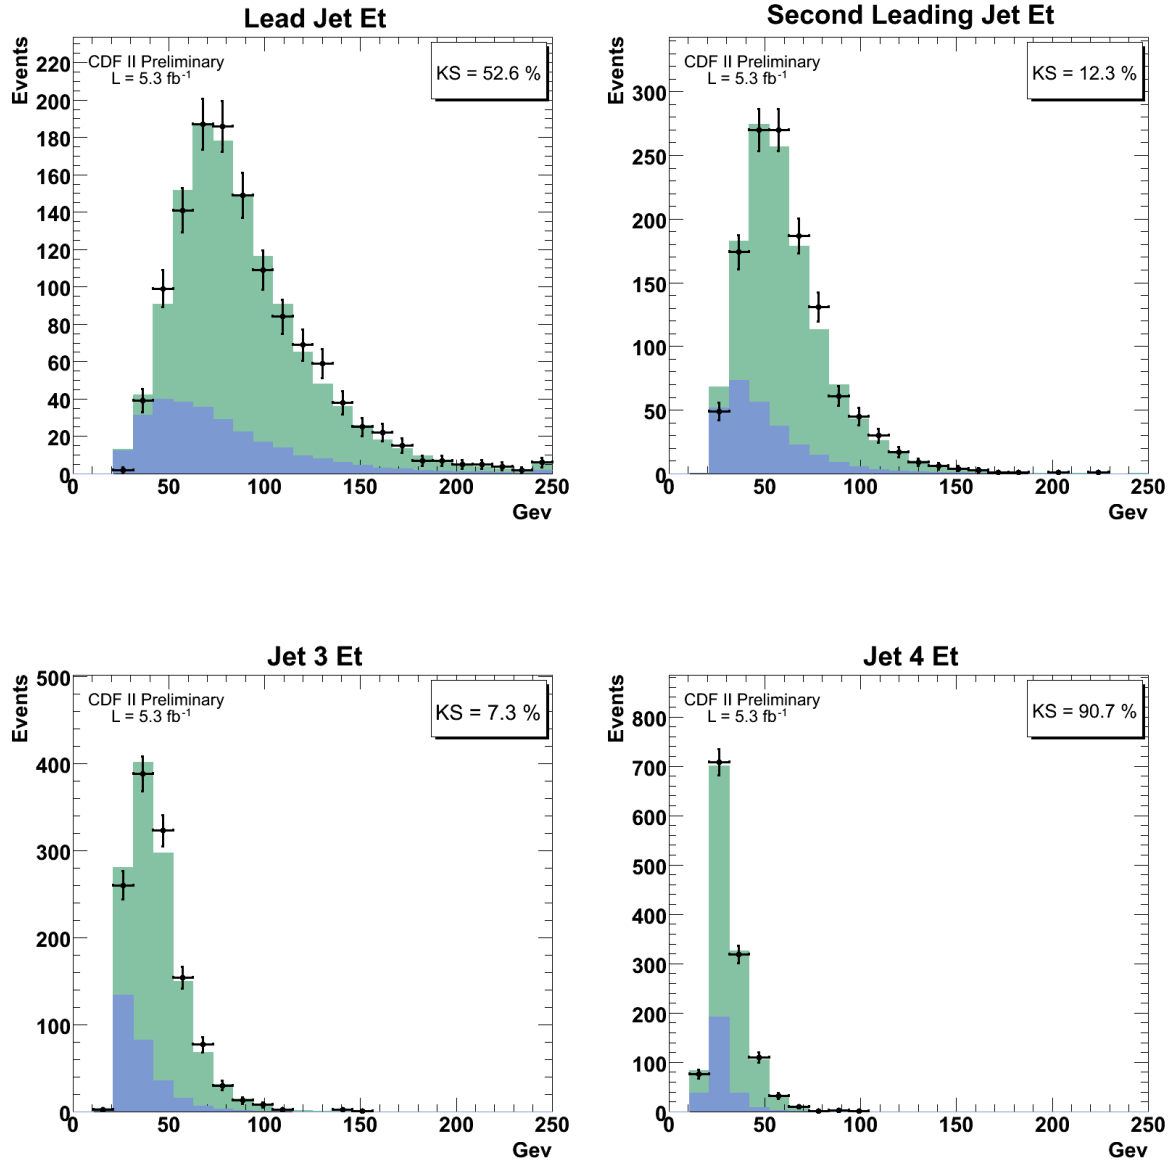 Lead Jet Et
Events
CDF II Preliminary
L = 5.3 fb-1
KS = 52.6 %
220
200
180
160
140
120
100
80
60
40
20
0
0 50 100 150 200 250
Gev
Second Leading Jet Et
Events
CDF II Preliminary
L = 5.3 fb-1
KS = 12.3 %
300
250
200
150
100
50
0
0 50 100 150 200 250
Gev
Jet 3 Et
Events
CDF II Preliminary
L = 5.3 fb-1
KS = 7.3 %
500
400
300
200
100
0
0 50 100 150 200 250
Gev
Jet 4 Et
Events
CDF II Preliminary
L = 5.3 fb-1
KS = 90.7 %
800
700
600
500
400
300
200
100
0
0 50 100 150 200 250
Gev